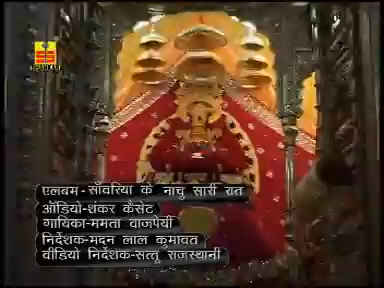 एलबम-साँवरिया के नाचु सारी रात
ऑडियो-शंकर कैसेट
गायिका-ममता वाजपेयी
निर्देशक-मदन लाल कुमावत
वीडियो निर्देशक-सत्तू राजस्थानी